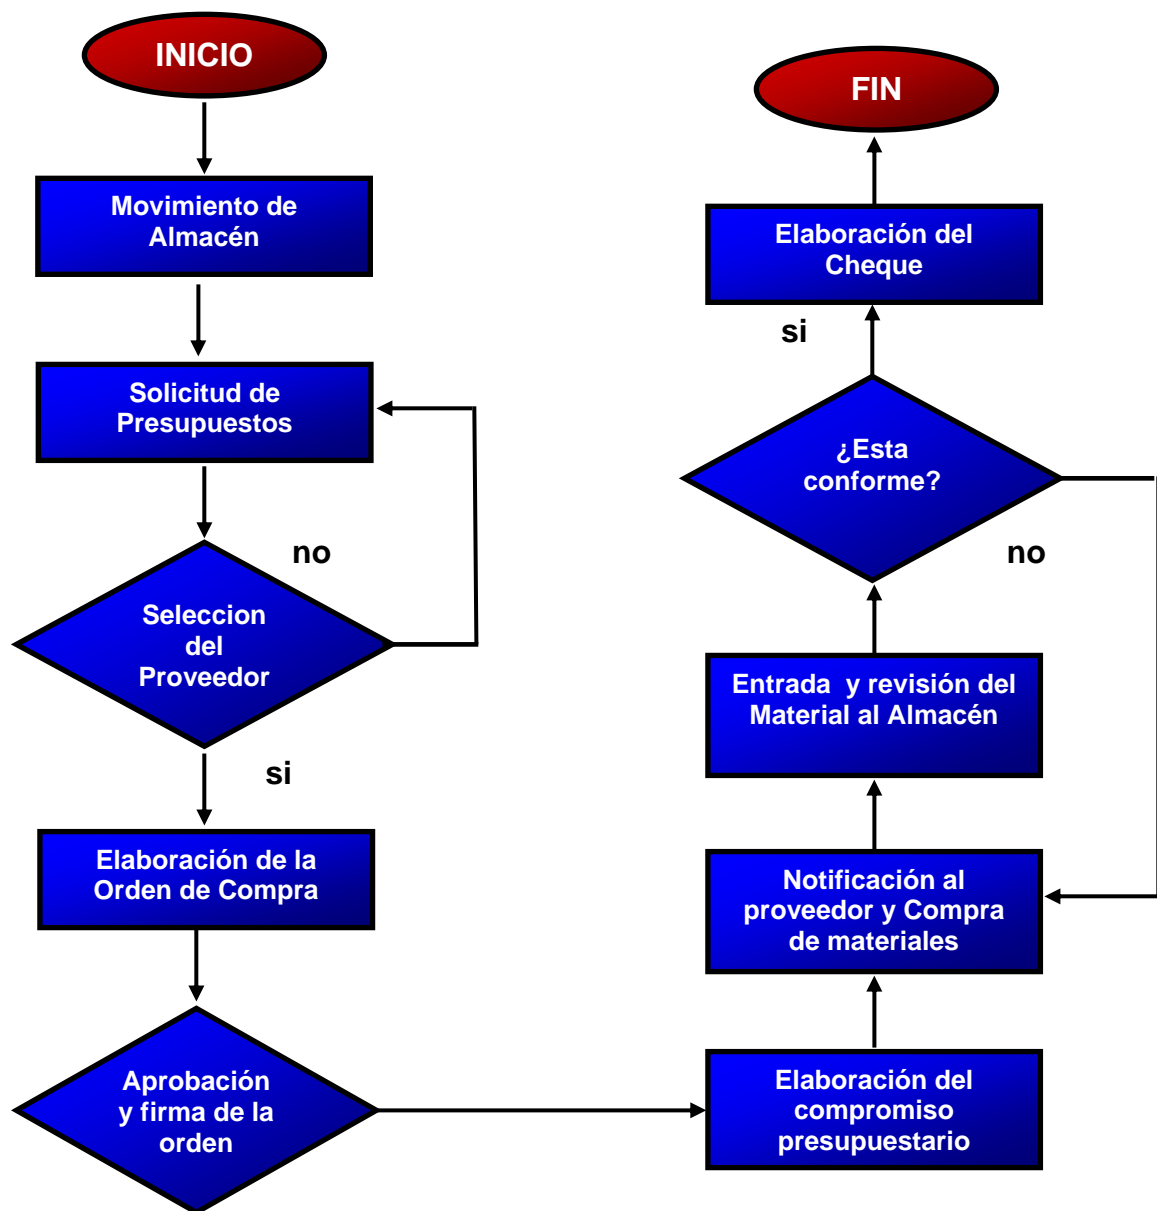 INICIO
Movimiento de
Almacén
Solicitud de
Presupuestos
no
Seleccion
del
Proveedor
si
Elaboración de la
Orden de Compra
Aprobación
y firma de la
orden
FIN
Elaboración del
Cheque
si
¿Esta
conforme?
no
Entrada  y revisión del
Material al Almacén
Notificación al
proveedor y Compra
de materiales
Elaboración del
compromiso
presupuestario